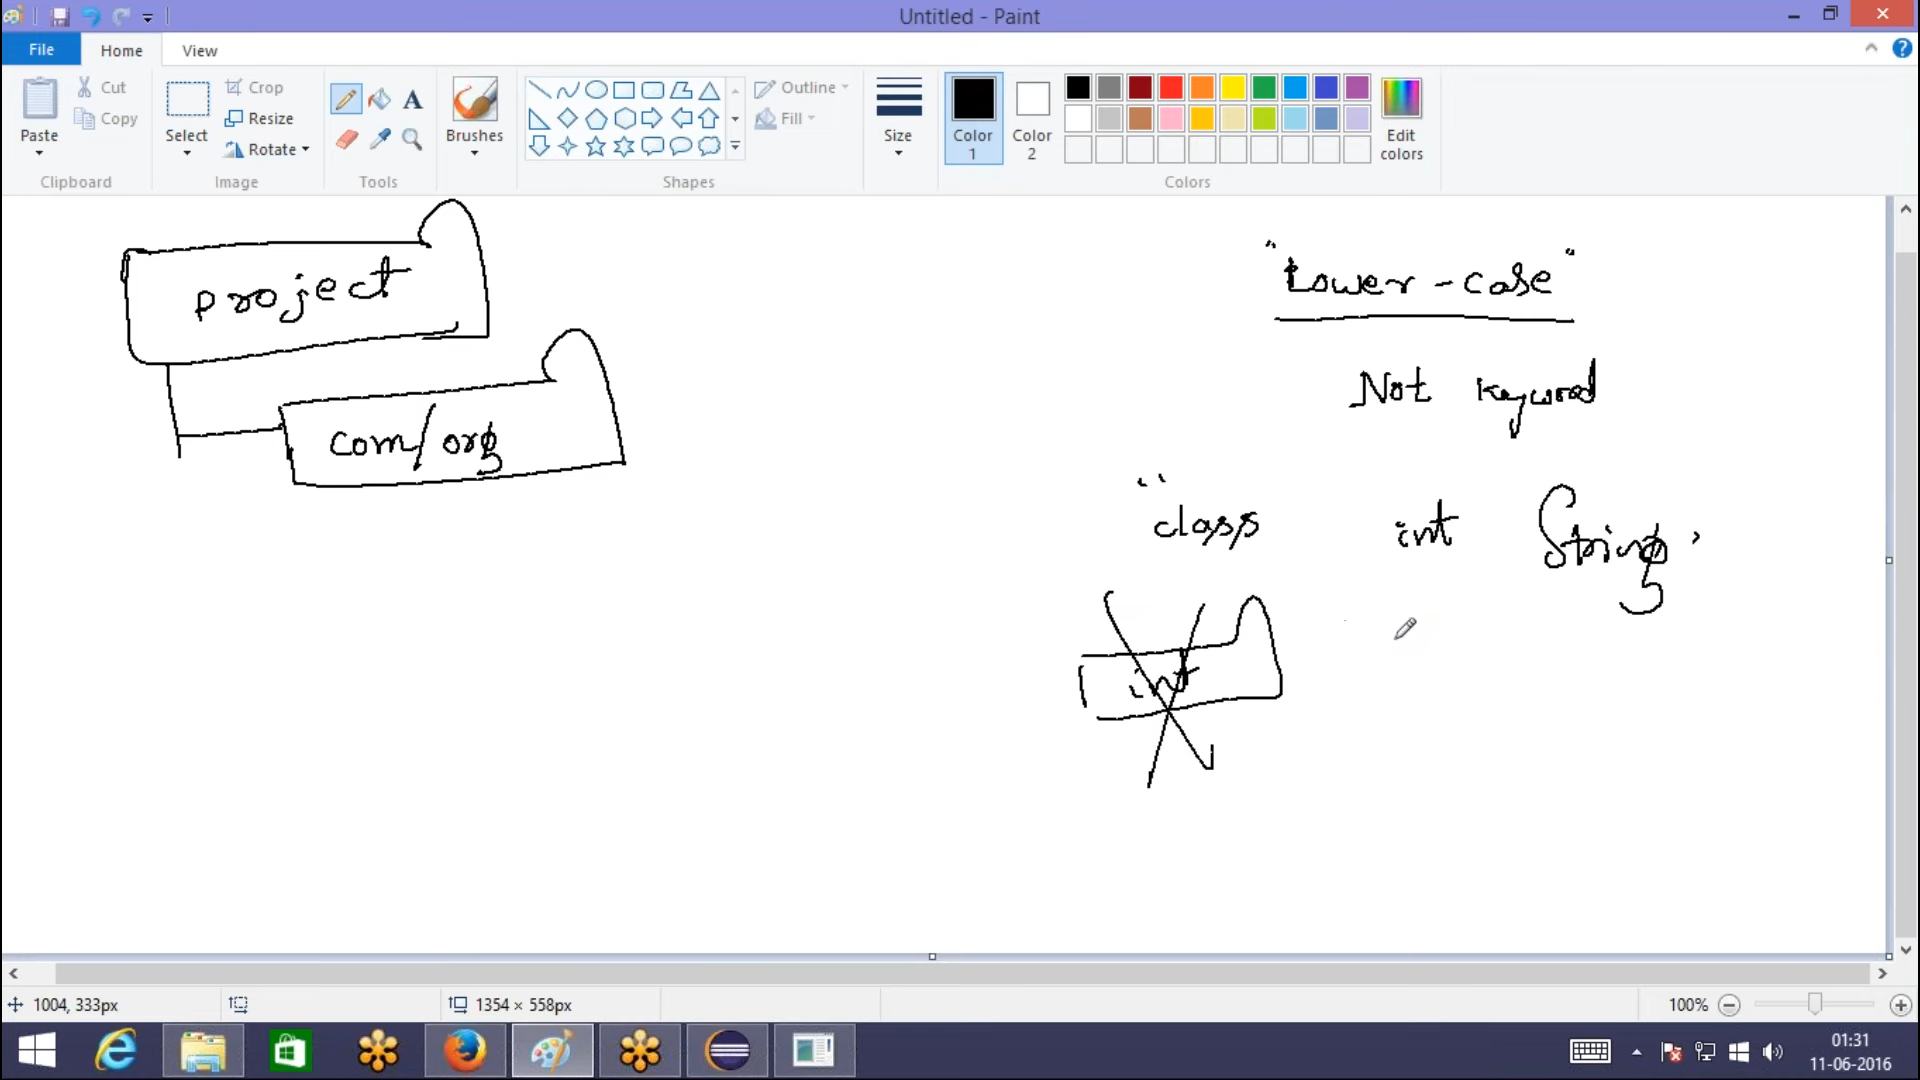 Untitled - Paint
File Home View
Paste
Cut
Copy
Clipboard
Select
Crop
Resize
Rotate
Image
Tools
Brushes
Shapes
Outline
Fill
Size
Color 1
Color 2
Edit colors
Colors
project
com/org
"Lower-case"
Not keyword
class int String,
int
1004, 333px
1354 × 558px
100%
01:31
11-06-2016